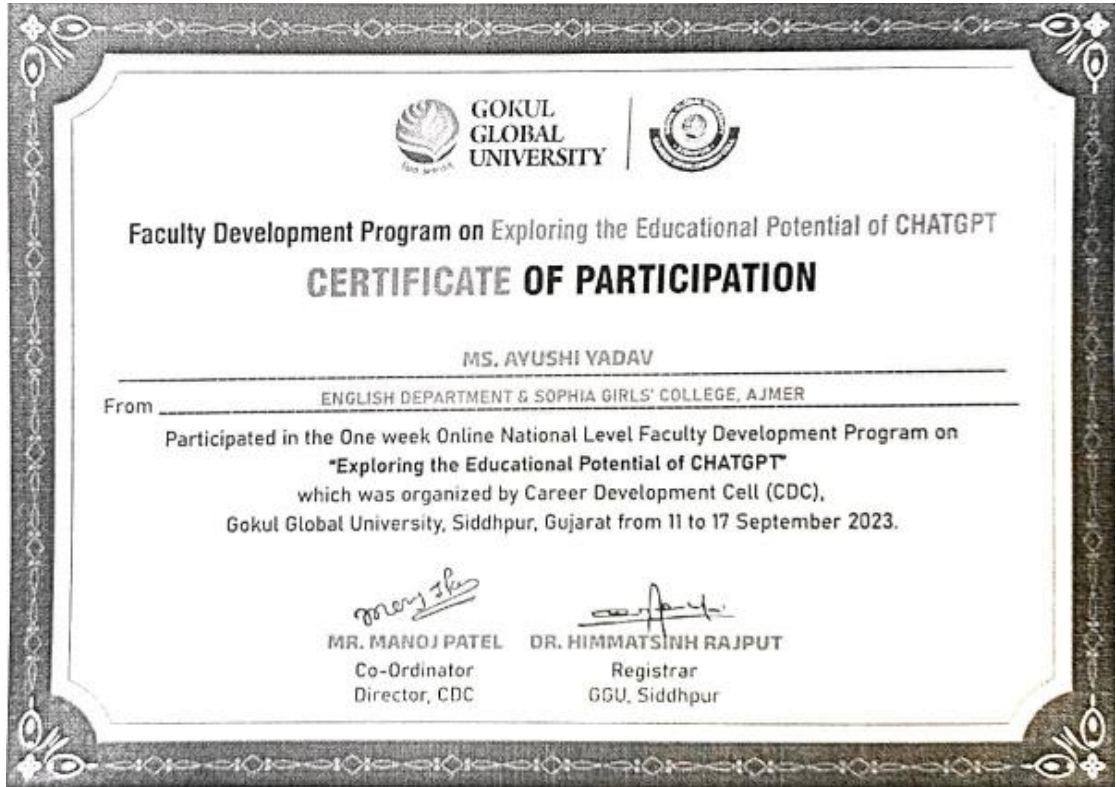 GOKUL
GLOBAL
UNIVERSITY
Faculty Development Program on Exploring the Educational Potential of CHATGPT
CERTIFICATE OF PARTICIPATION
MS. AYUSHI YADAV
From ENGLISH DEPARTMENT & SOPHIA GIRLS' COLLEGE, AJMER
Participated in the One week Online National Level Faculty Development Program on
"Exploring the Educational Potential of CHATGPT"
which was organized by Career Development Cell (CDC),
Gokul Global University, Siddhpur, Gujarat from 11 to 17 September 2023.
MR. MANOJ PATEL DR. HIMMATSINH RAJPUT
Co-Ordinator Registrar
Director, CDC GGU, Siddhpur